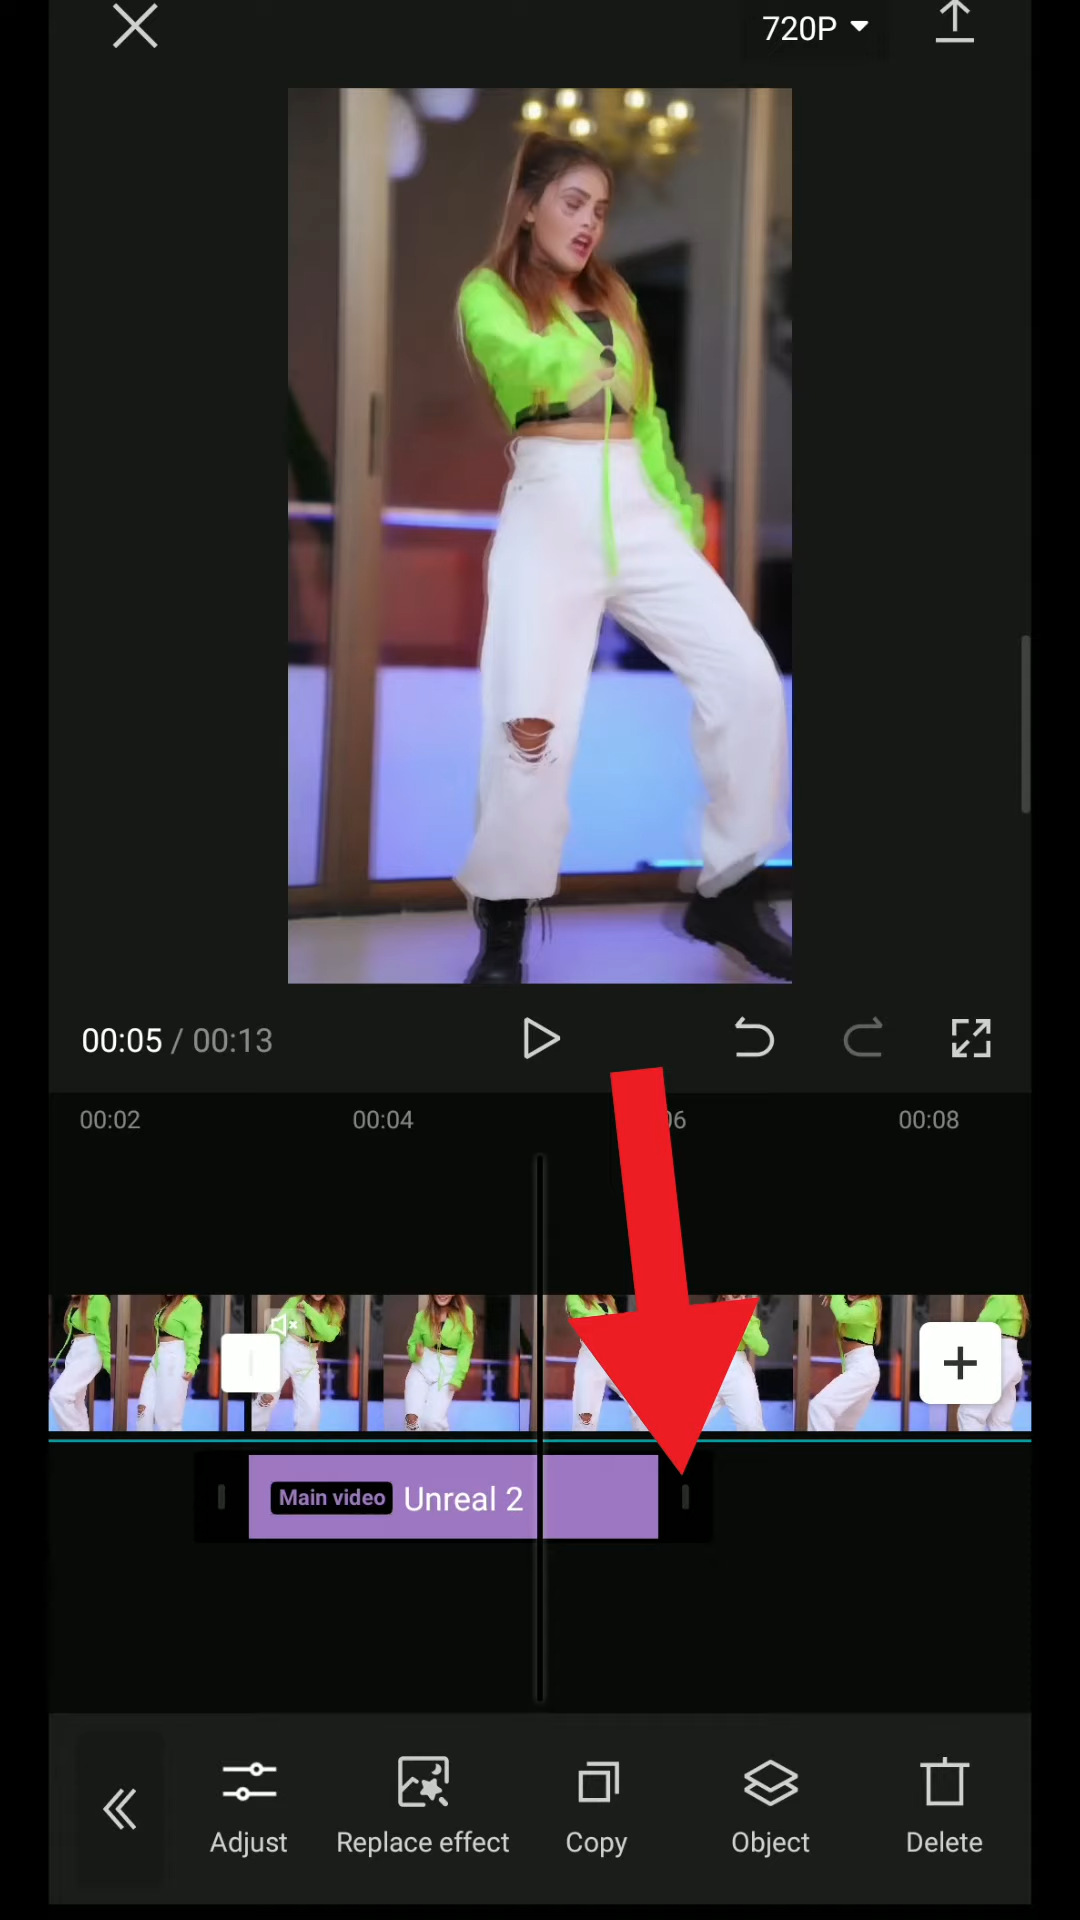 720P
00:05 / 00:13
00:02 00:04 06 00:08
Main video Unreal 2
Adjust Replace effect Copy Object Delete